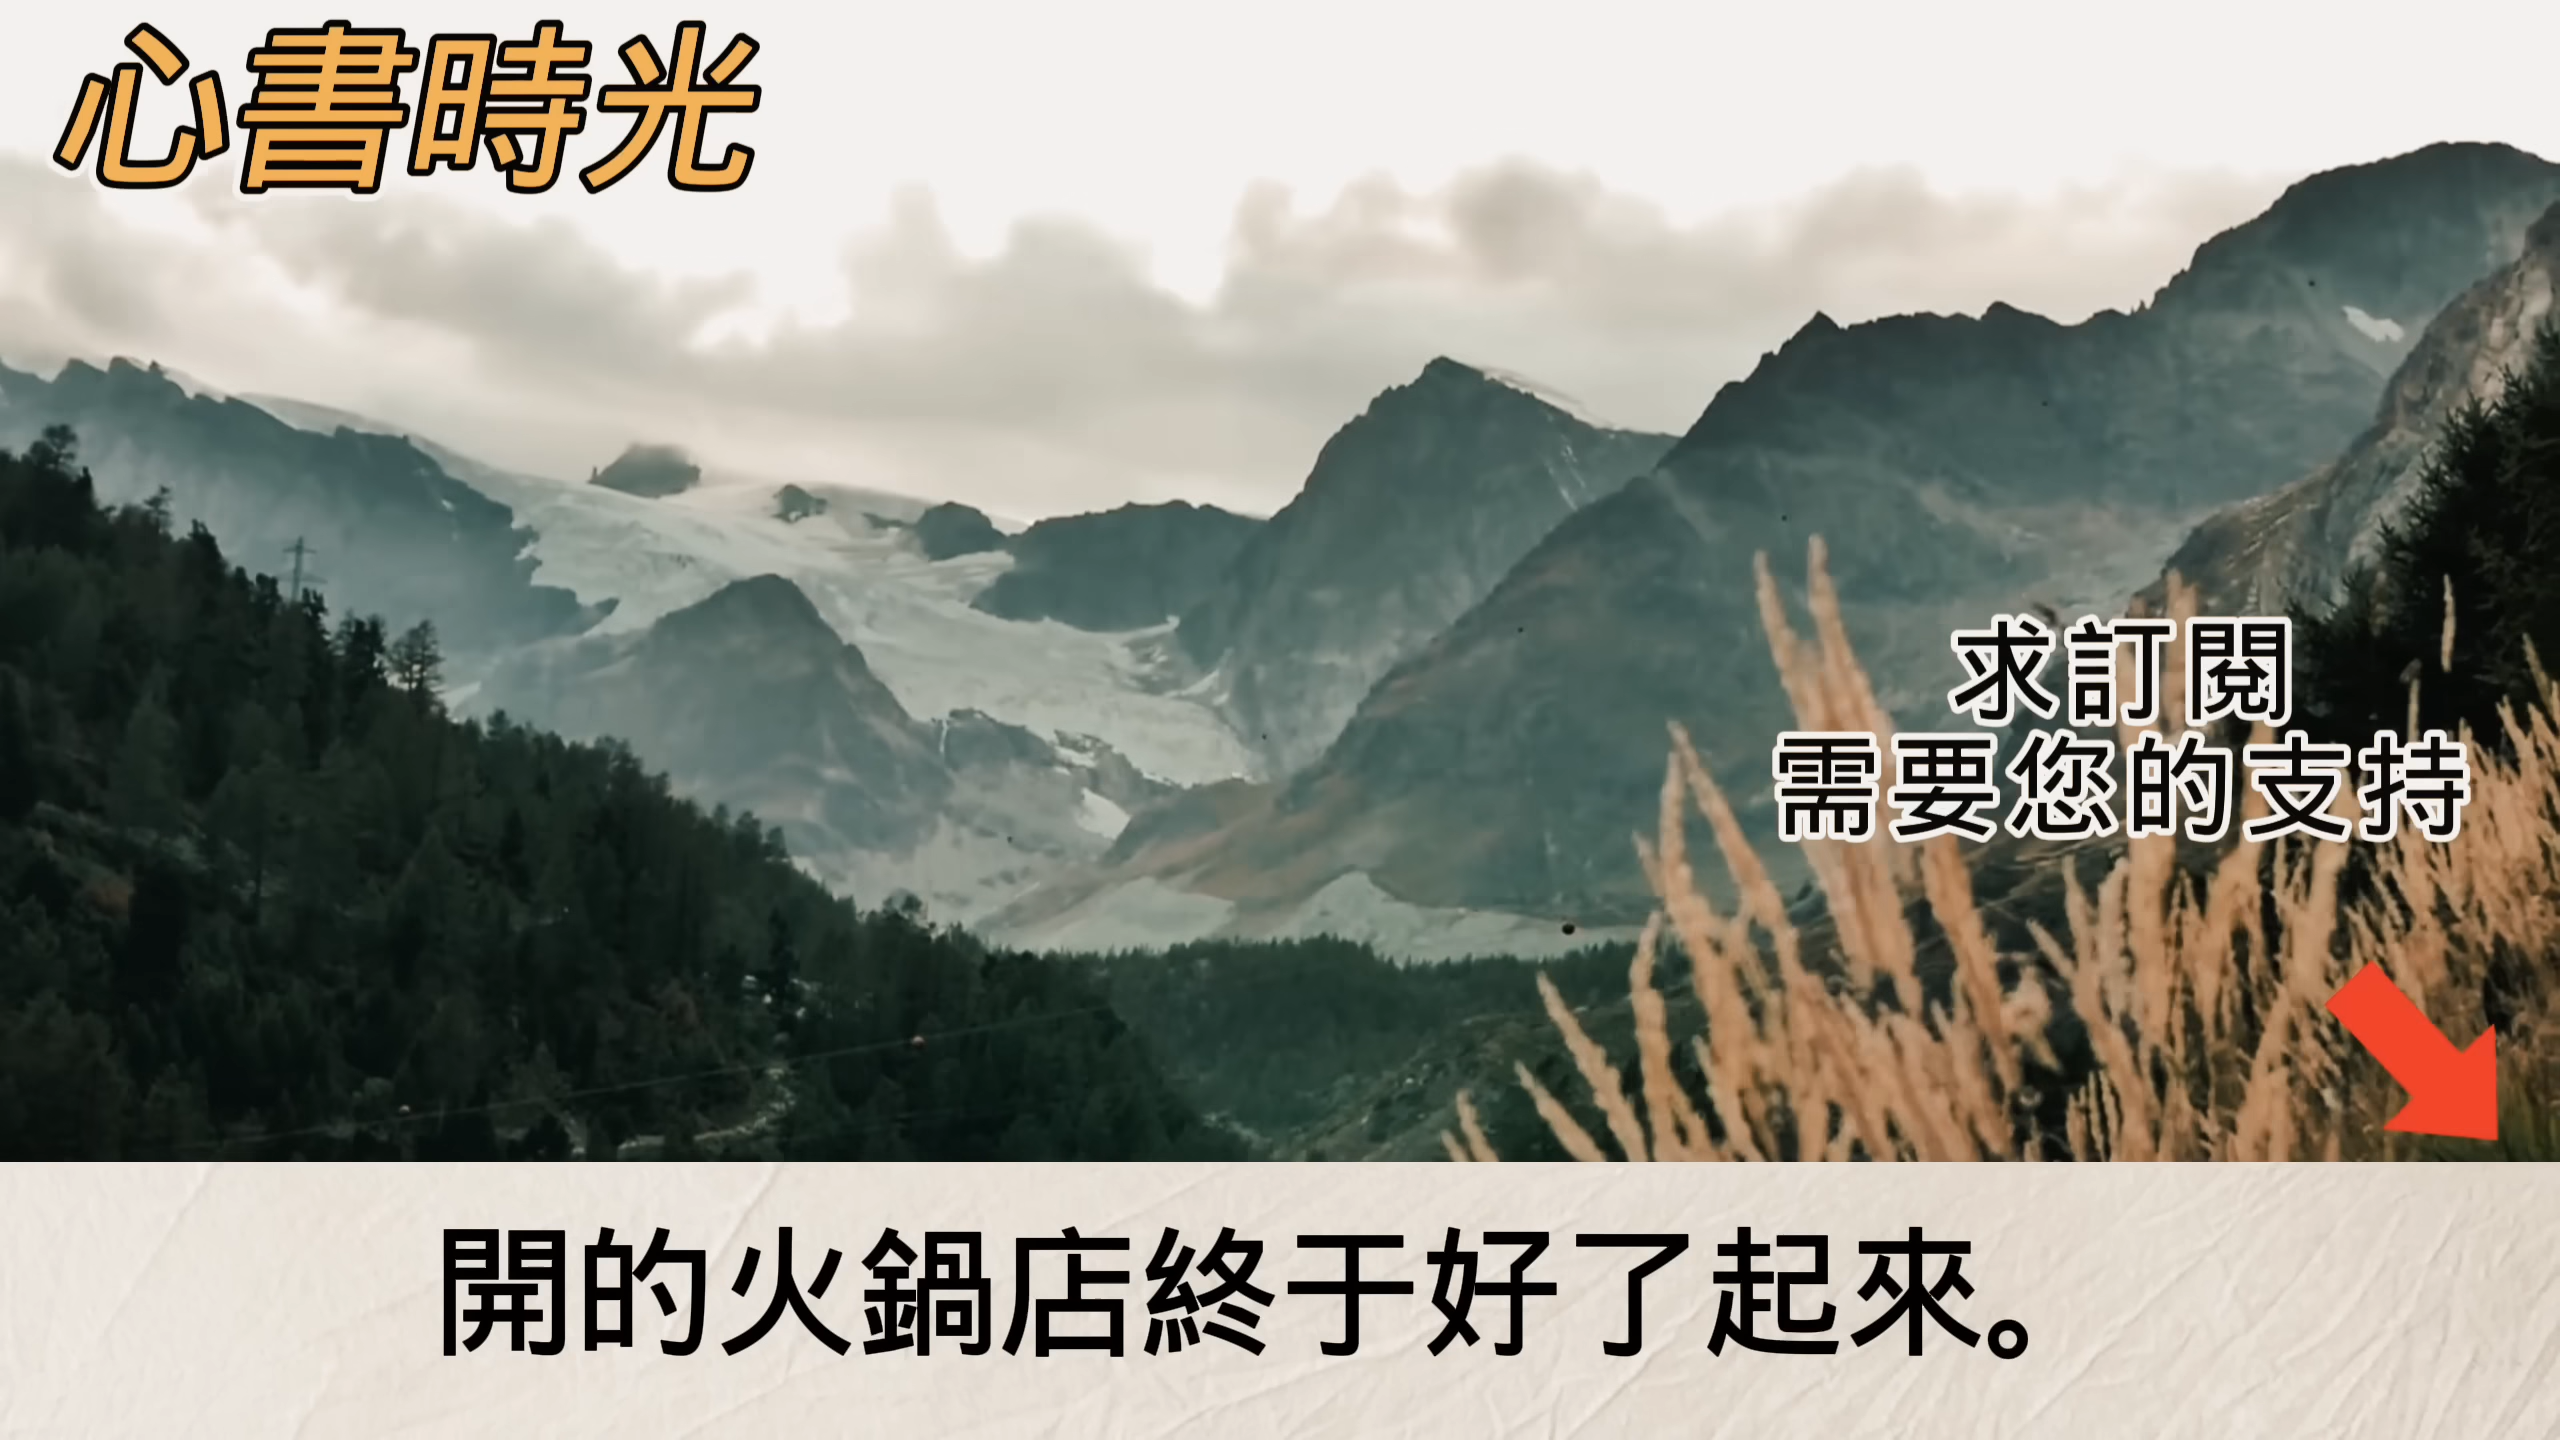 心書時光
求訂閱
需要您的支持
開的火鍋店終于好了起來。